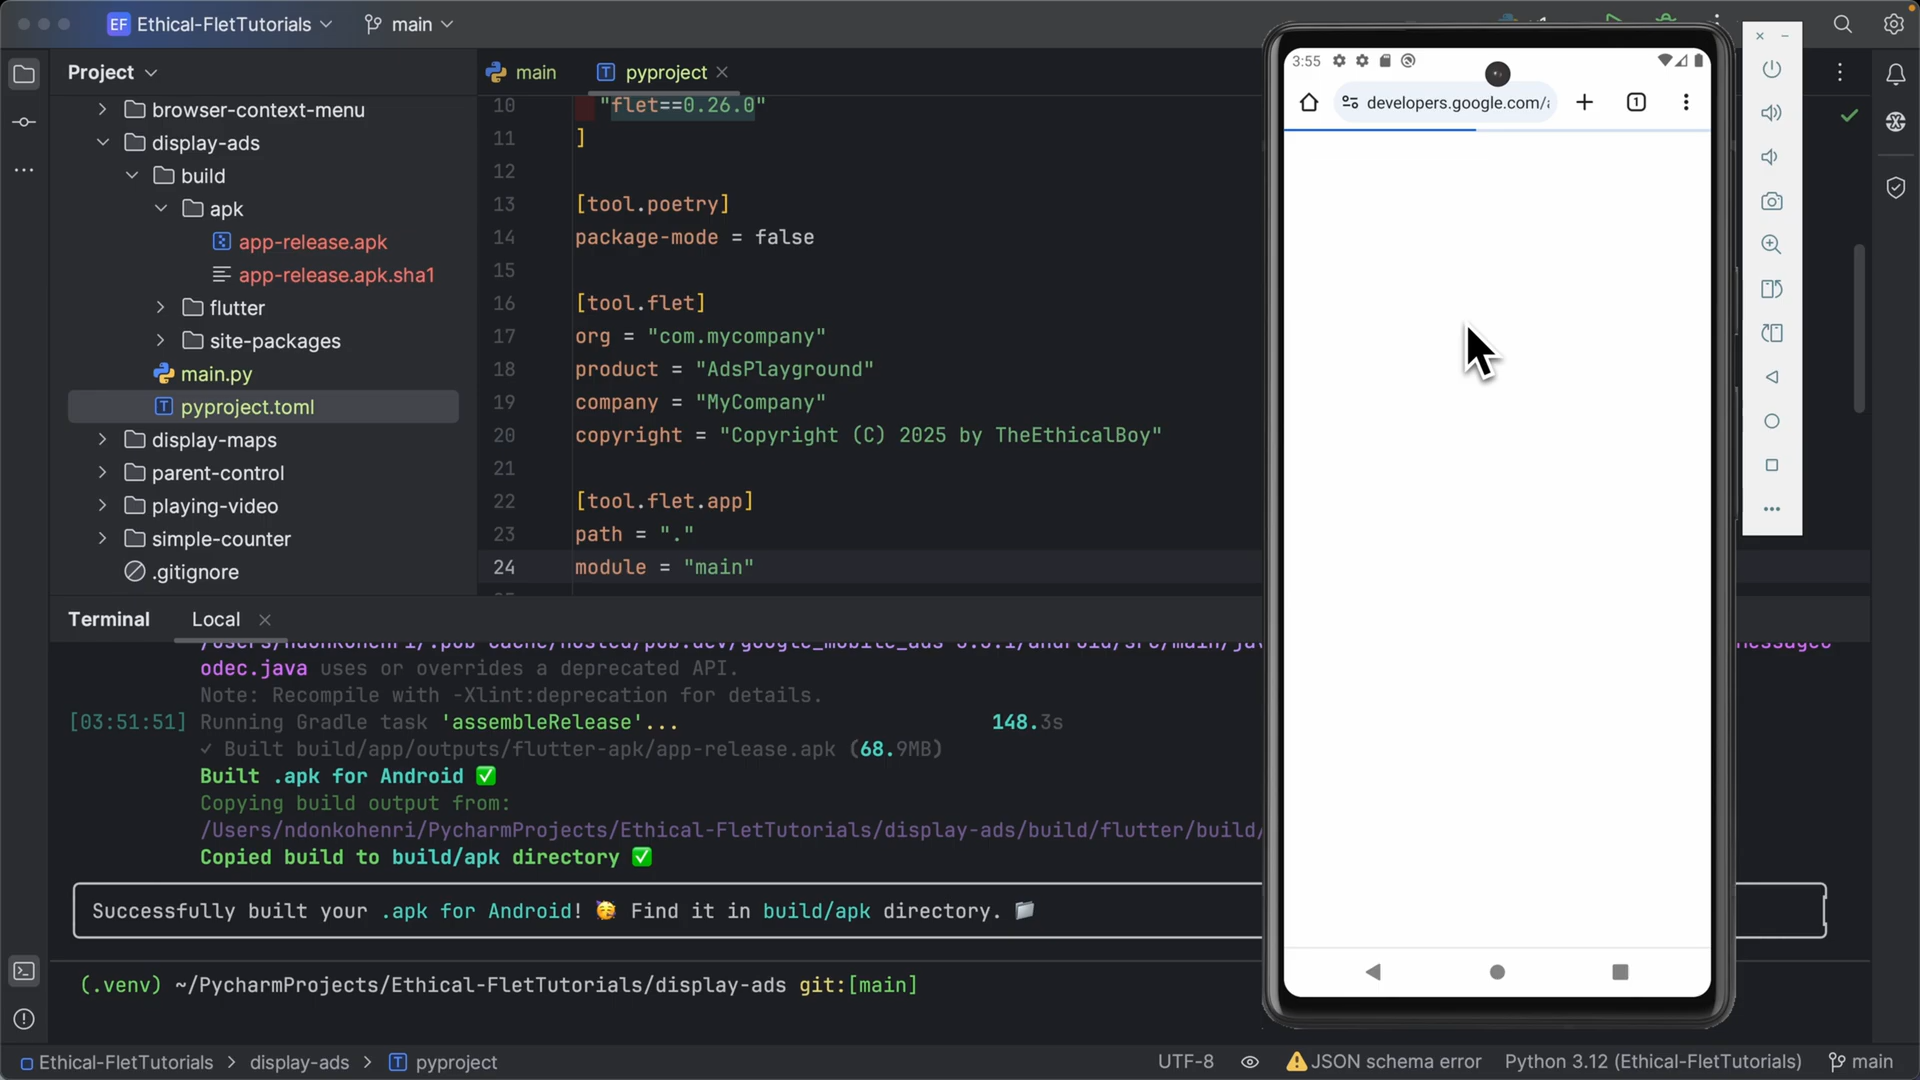 EF Ethical-FletTutorials
main
Project
browser-context-menu
display-ads
build
apk
app-release.apk
app-release.apk.sha1
flutter
site-packages
main.py
pyproject.toml
display-maps
parent-control
playing-video
simple-counter
.gitignore
main
pyproject
10 "flet==0.26.0"
11 ]
12
13 [tool.poetry]
14 package-mode = false
15
16 [tool.flet]
17 org = "com.mycompany"
18 product = "AdsPlayground"
19 company = "MyCompany"
20 copyright = "Copyright (C) 2025 by TheEthicalBoy"
21
22 [tool.flet.app]
23 path = "."
24 module = "main"
3:55
developers.google.com/
1
Terminal
Local
odec.java uses or overrides a deprecated API.
Note: Recompile with -Xlint:deprecation for details.
[03:51:51] Running Gradle task 'assembleRelease'... 148.3s
✓ Built build/app/outputs/flutter-apk/app-release.apk (68.9MB)
Built .apk for Android ✅
Copying build output from:
/Users/ndonkohenri/PycharmProjects/Ethical-FletTutorials/display-ads/build/flutter/build/
Copied build to build/apk directory ✅
Successfully built your .apk for Android! 🥳 Find it in build/apk directory. 📁
(.venv) ~/PycharmProjects/Ethical-FletTutorials/display-ads git:[main]
Ethical-FletTutorials > display-ads > pyproject
UTF-8
JSON schema error
Python 3.12 (Ethical-FletTutorials)
main